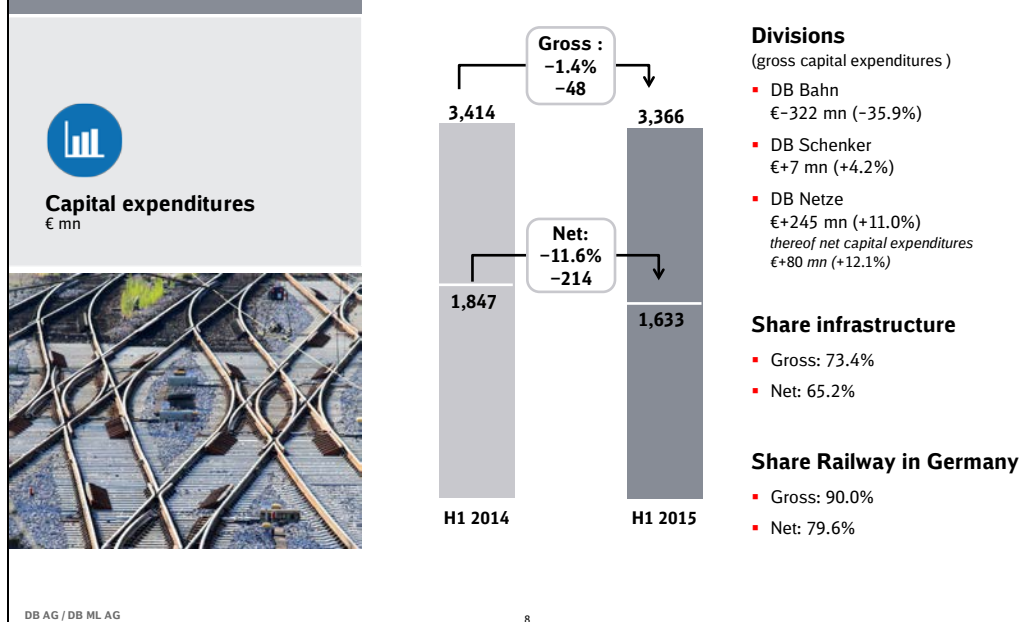 Capital expenditures
€ mn
Gross :
−1.4%
−48
3,414
3,366
Net:
−11.6%
−214
1,847
1,633
H1 2014
H1 2015
Divisions
(gross capital expenditures )
▪ DB Bahn
€−322 mn (−35.9%)
▪ DB Schenker
€+7 mn (+4.2%)
▪ DB Netze
€+245 mn (+11.0%)
thereof net capital expenditures
€+80 mn (+12.1%)
Share infrastructure
▪ Gross: 73.4%
▪ Net: 65.2%
Share Railway in Germany
▪ Gross: 90.0%
▪ Net: 79.6%
DB AG / DB ML AG
8